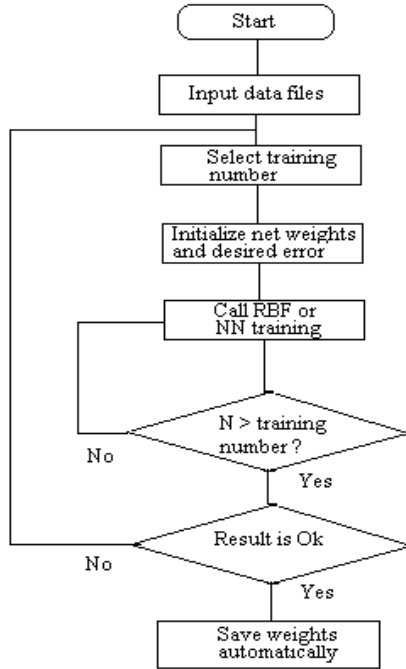 Start
Input data files
Select training
number
Initialize net weights
and desired error
Call RBF or
NN training
N > training
number ?
No
Yes
Result is Ok
No
Yes
Save weights
automatically